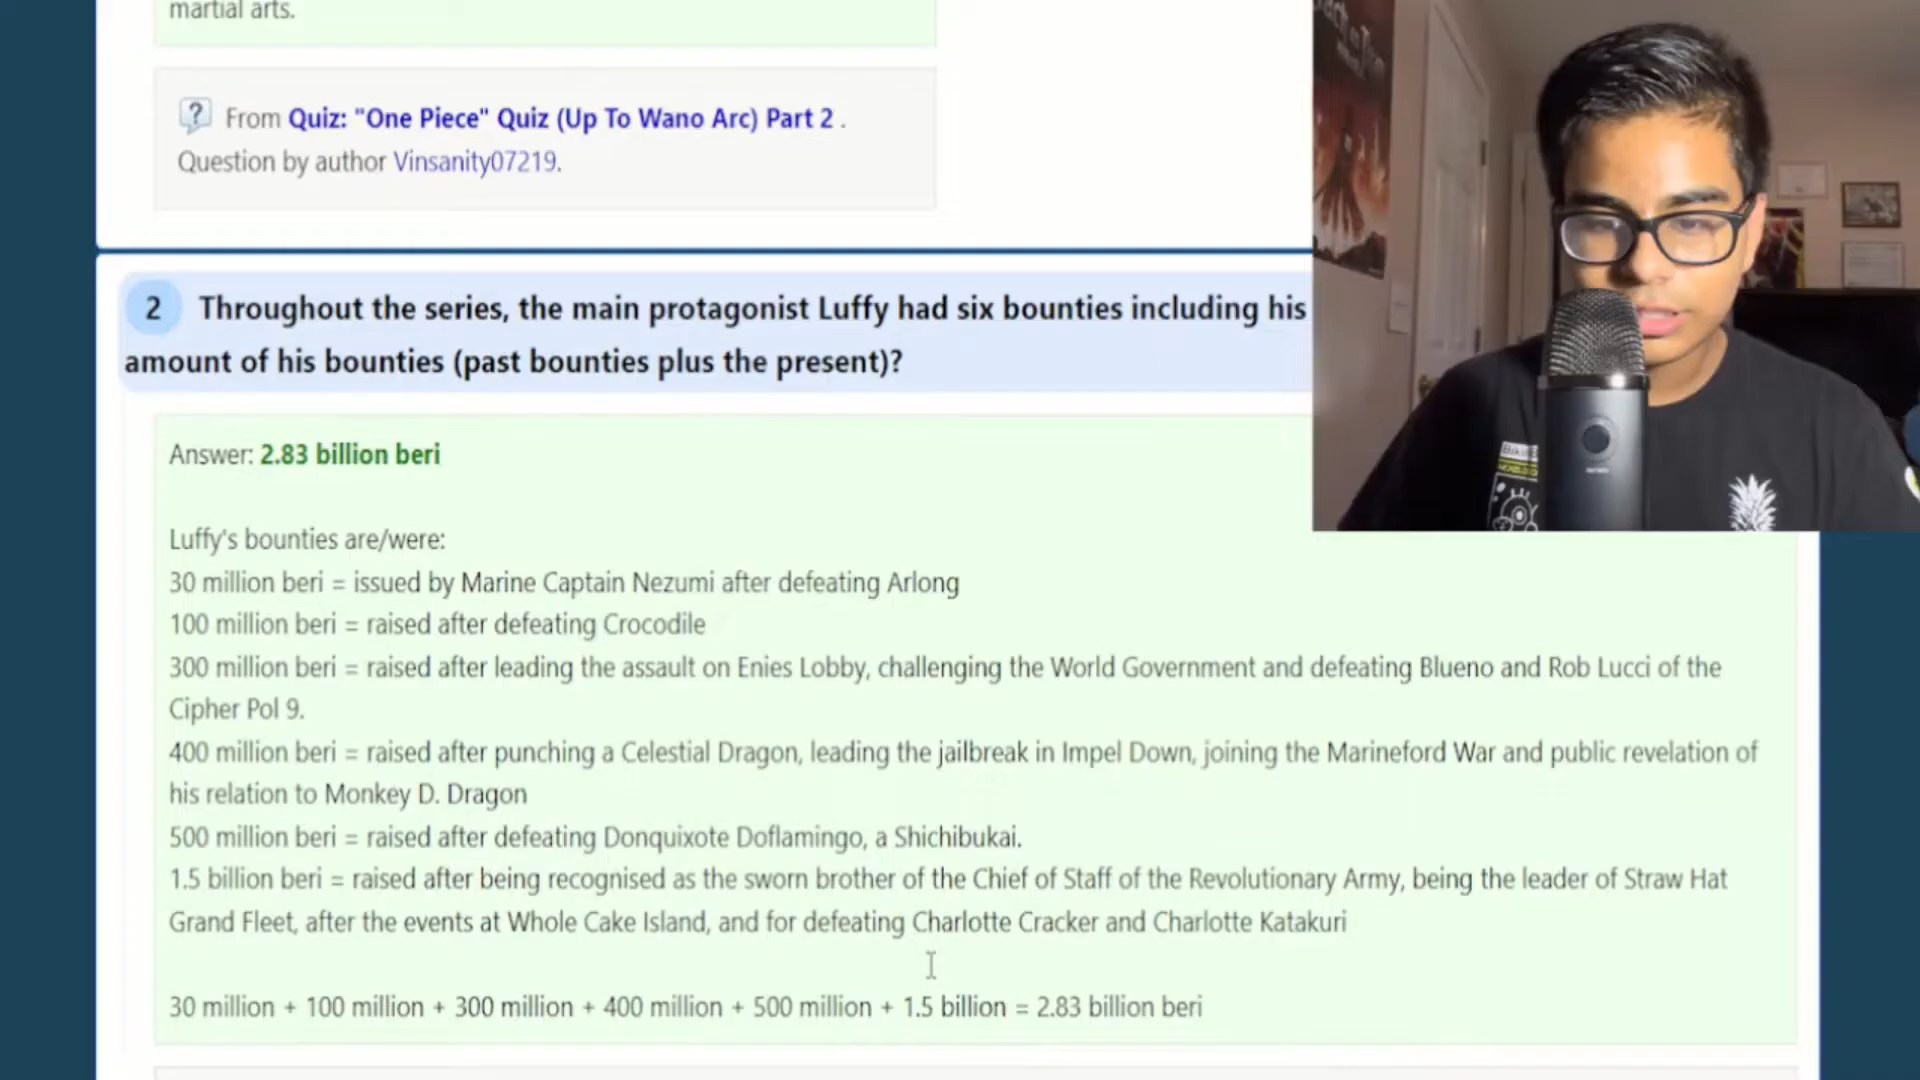 martial arts.
From Quiz: "One Piece" Quiz (Up To Wano Arc) Part 2 .
Question by author Vinsanity07219.
2 Throughout the series, the main protagonist Luffy had six bounties including his
amount of his bounties (past bounties plus the present)?
Answer: 2.83 billion beri
Luffy's bounties are/were:
30 million beri = issued by Marine Captain Nezumi after defeating Arlong
100 million beri = raised after defeating Crocodile
300 million beri = raised after leading the assault on Enies Lobby, challenging the World Government and defeating Blueno and Rob Lucci of the
Cipher Pol 9.
400 million beri = raised after punching a Celestial Dragon, leading the jailbreak in Impel Down, joining the Marineford War and public revelation of
his relation to Monkey D. Dragon
500 million beri = raised after defeating Donquixote Doflamingo, a Shichibukai.
1.5 billion beri = raised after being recognised as the sworn brother of the Chief of Staff of the Revolutionary Army, being the leader of Straw Hat
Grand Fleet, after the events at Whole Cake Island, and for defeating Charlotte Cracker and Charlotte Katakuri
30 million + 100 million + 300 million + 400 million + 500 million + 1.5 billion = 2.83 billion beri